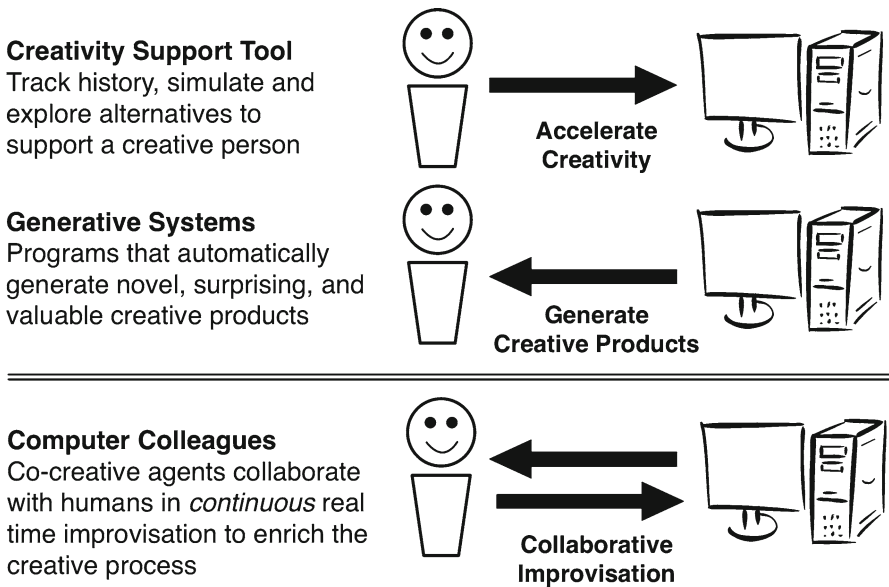 Creativity Support Tool
Track history, simulate and
explore alternatives to
support a creative person
Accelerate
Creativity
Generative Systems
Programs that automatically
generate novel, surprising, and
valuable creative products
Generate
Creative Products
Computer Colleagues
Co-creative agents collaborate
with humans in continuous real
time improvisation to enrich the
creative process
Collaborative
Improvisation